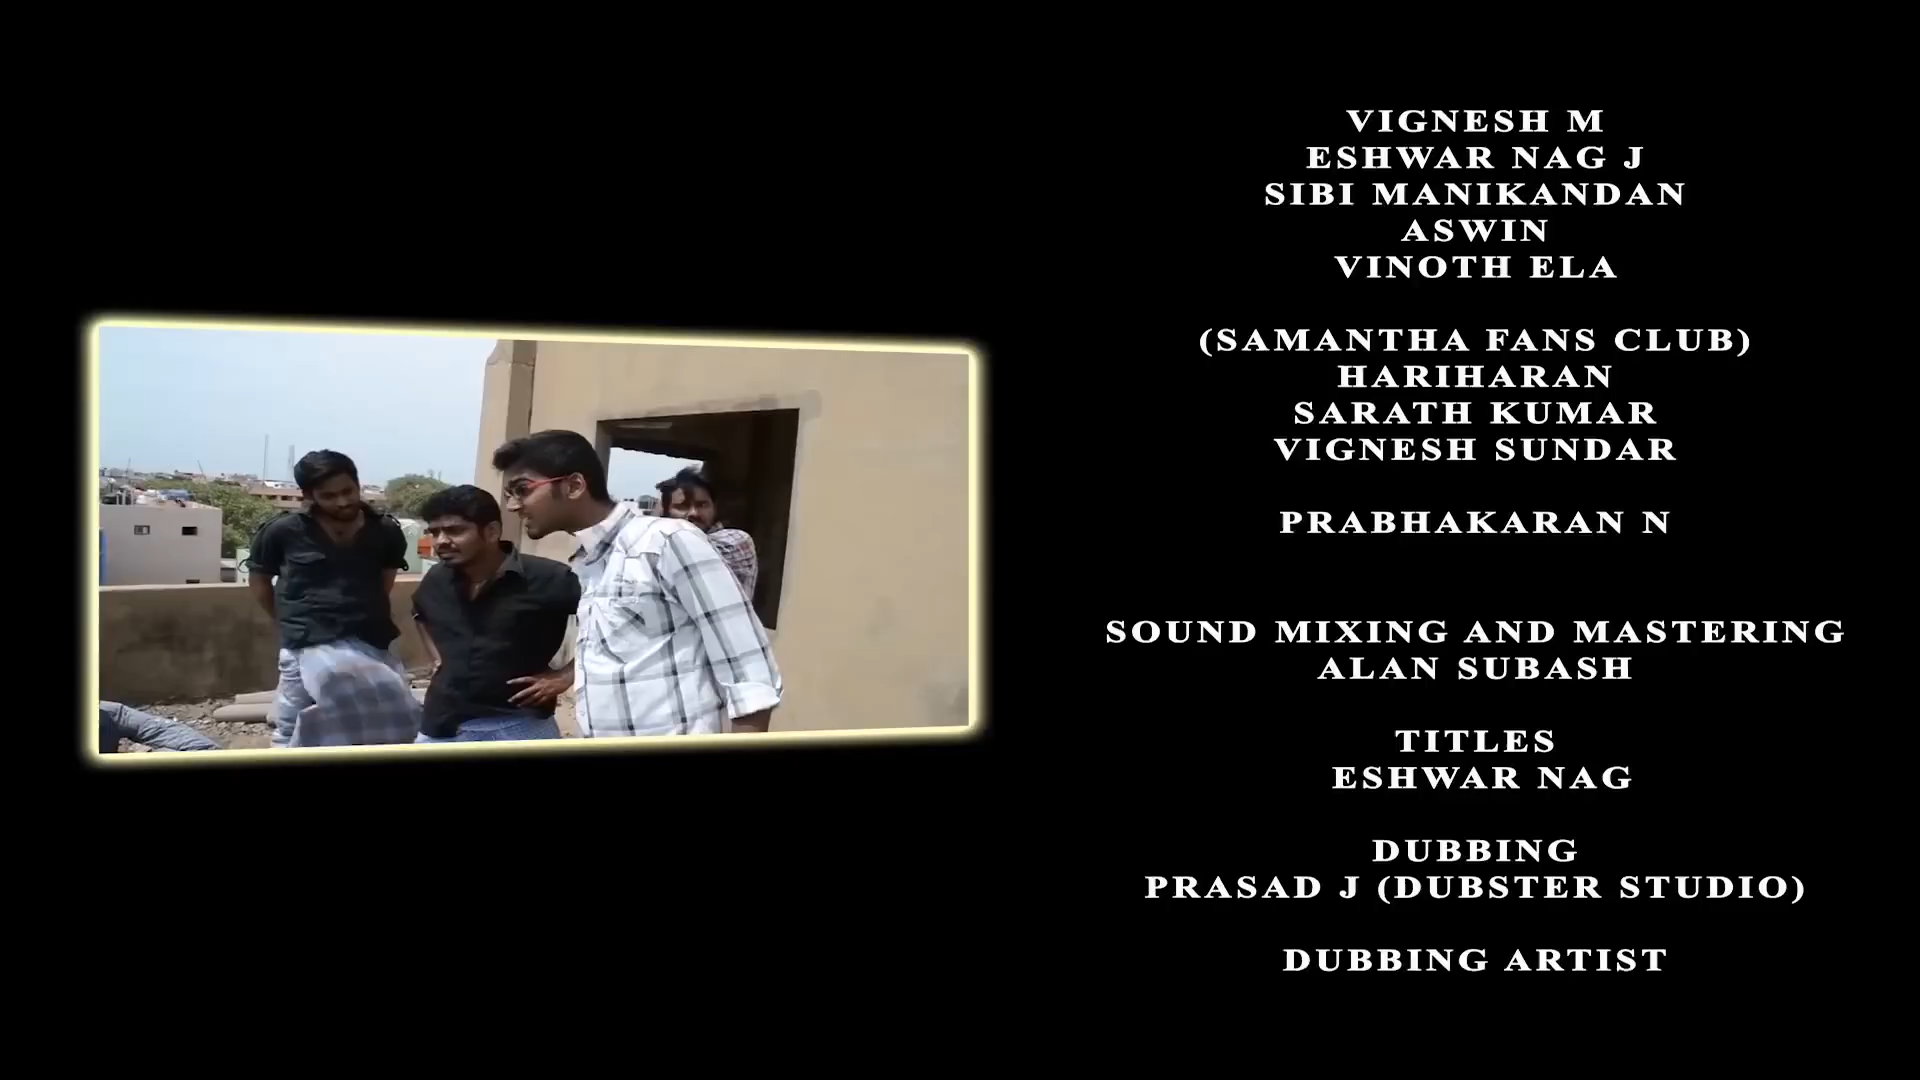 VIGNESH M
ESHWAR NAG J
SIBI MANIKANDAN
ASWIN
VINOTH ELA
(SAMANTHA FANS CLUB)
HARIHARAN
SARATH KUMAR
VIGNESH SUNDAR
PRABHAKARAN N
SOUND MIXING AND MASTERING
ALAN SUBASH
TITLES
ESHWAR NAG
DUBBING
PRASAD J (DUBSTER STUDIO)
DUBBING ARTIST